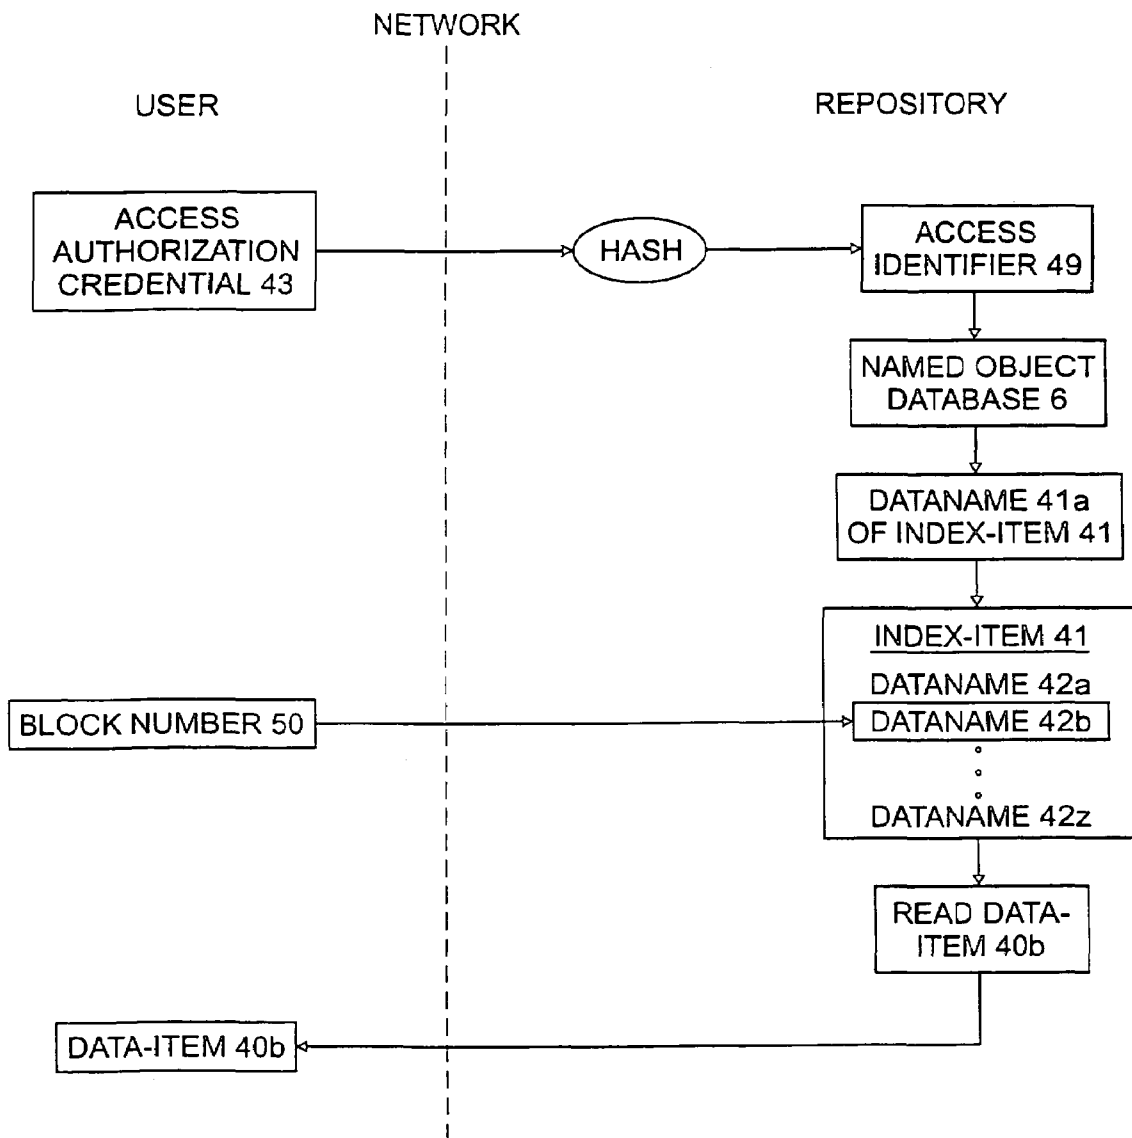 NETWORK
USER
REPOSITORY
ACCESS
AUTHORIZATION
CREDENTIAL 43
HASH
ACCESS
IDENTIFIER 49
NAMED OBJECT
DATABASE 6
DATANAME 41a
OF INDEX-ITEM 41
INDEX-ITEM 41
DATANAME 42a
BLOCK NUMBER 50
DATANAME 42b
DATANAME 42z
READ DATA-
ITEM 40b
DATA-ITEM 40b